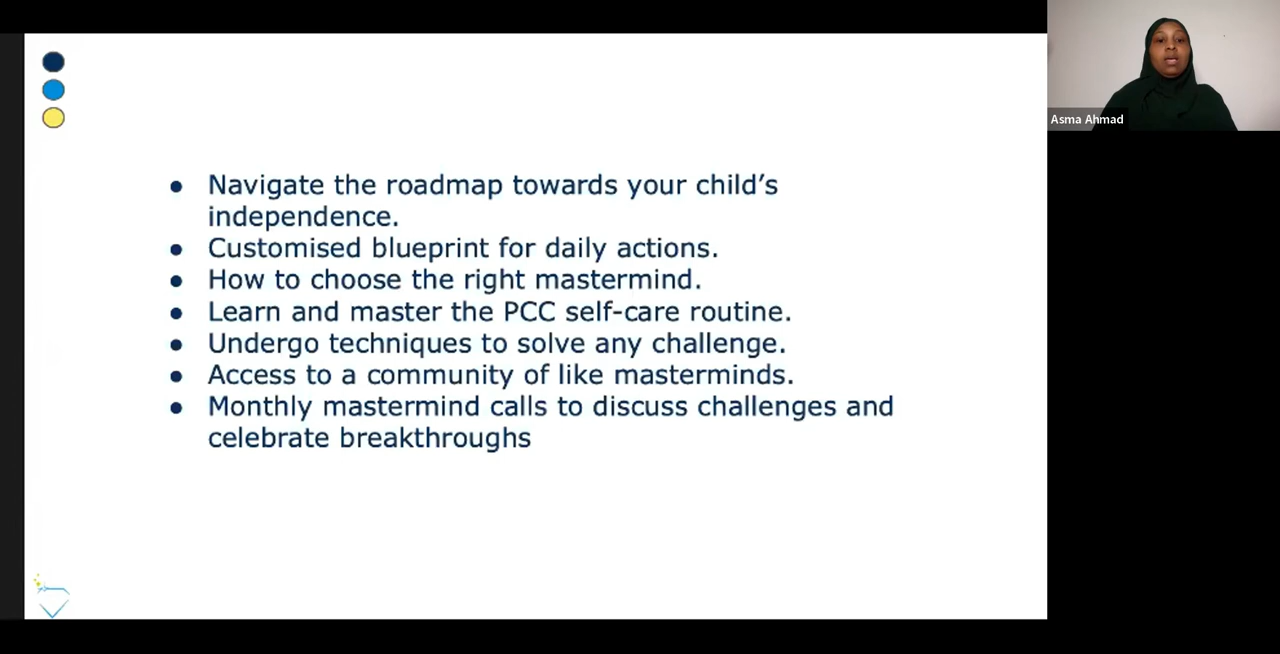 ● Navigate the roadmap towards your child’s
independence.
● Customised blueprint for daily actions.
● How to choose the right mastermind.
● Learn and master the PCC self-care routine.
● Undergo techniques to solve any challenge.
● Access to a community of like masterminds.
● Monthly mastermind calls to discuss challenges and
celebrate breakthroughs
Asma Ahmad